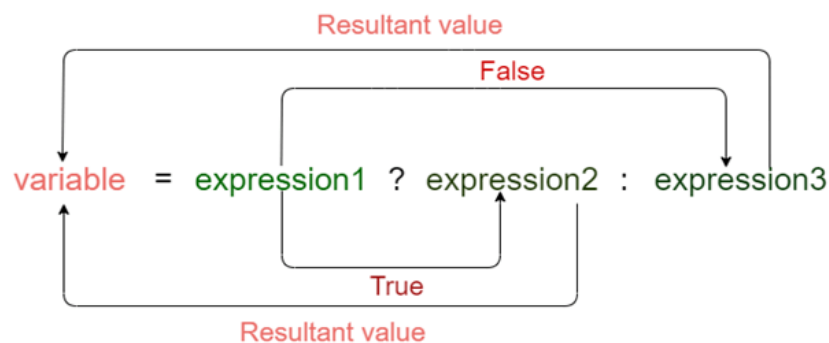 Resultant value
False
variable = expression1 ? expression2 : expression3
True
Resultant value